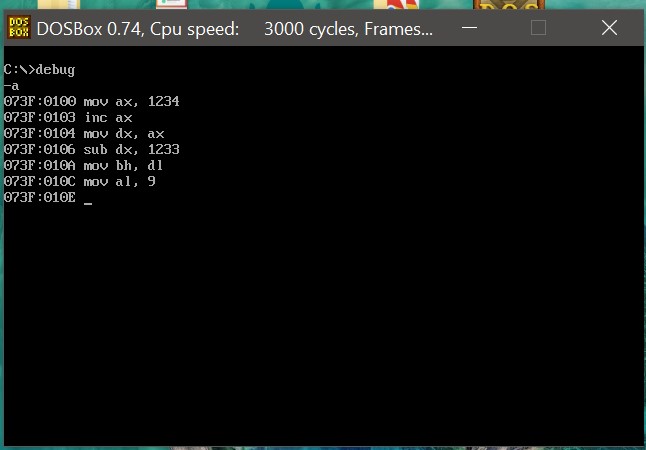 DOS
BOX
DOSBox 0.74, Cpu speed:     3000 cycles, Frames...
C:\>debug
-a
073F:0100 mov ax, 1234
073F:0103 inc ax
073F:0104 mov dx, ax
073F:0106 sub dx, 1233
073F:010A mov bh, dl
073F:010C mov al, 9
073F:010E _